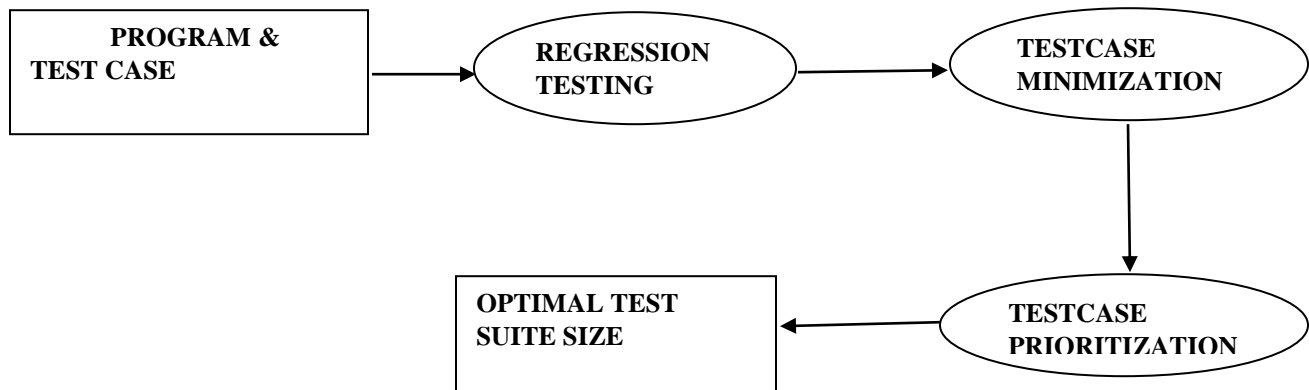 PROGRAM &
TEST CASE
REGRESSION
TESTING
TESTCASE
MINIMIZATION
TESTCASE
PRIORITIZATION
OPTIMAL TEST
SUITE SIZE